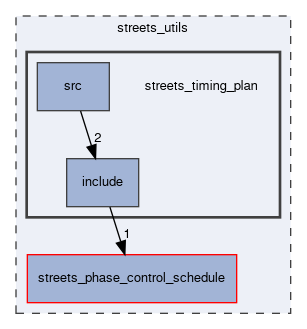 streets_utils
src
streets_timing_plan
2
include
1
streets_phase_control_schedule